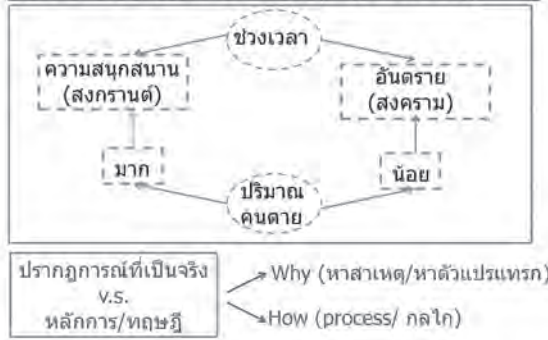 ช่วงเวลา
ความสนุกสนาน
(สงกรานต์)
อันตราย
(สงคราม)
มาก
น้อย
ปริมาณ
คนตาย
ปรากฏการณ์ที่เป็นจริง
v.s.
หลักการ/ทฤษฎี
Why (หาสาเหตุ/หาตัวแปรแทรก)
How (process/ กลไก)